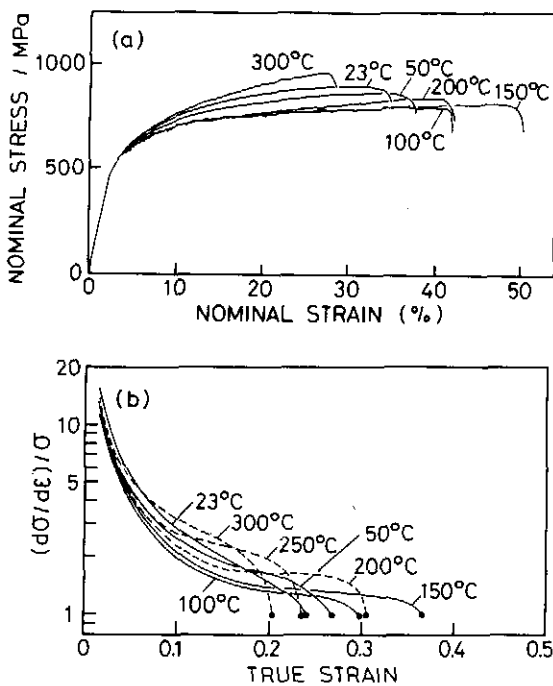 (a)
NOMINAL STRESS / MPa
1000
500
0
300°C
23°C
50°C
200°C
150°C
100°C
0 10 20 30 40 50
NOMINAL STRAIN (%)
(b)
(dσ/dε)/σ
20
10
5
1
23°C
300°C
250°C
50°C
200°C
150°C
100°C
0 0.1 0.2 0.3 0.4 0.5
TRUE STRAIN